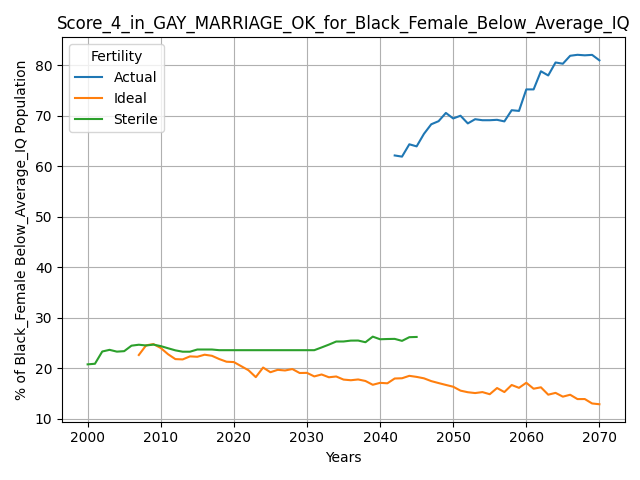 Score_4_in_GAY_MARRIAGE_OK_for_Black_Female_Below_Average_IQ
Fertility
Actual
Ideal
Sterile
% of Black_Female Below_Average_IQ Population
80
70
60
50
40
30
20
10
2000 2010 2020 2030 2040 2050 2060 2070
Years